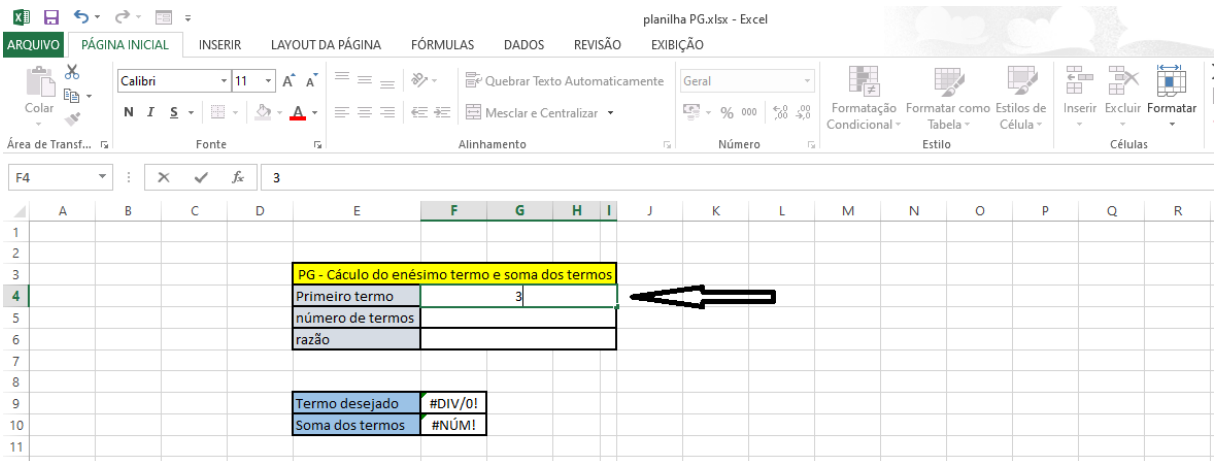 planilha PG.xlsx - Excel
ARQUIVO PÁGINA INICIAL INSERIR LAYOUT DA PÁGINA FÓRMULAS DADOS REVISÃO EXIBIÇÃO
Calibri 11 A A Quebrar Texto Automaticamente Geral
Colar N I S A Mesclar e Centralizar % 000 ,00 Formatação Condicional Formatar como Tabela Estilos de Célula Inserir Excluir Formatar
Área de Transf... Fonte Alinhamento Número Estilo Células
F4 fx 3
A B C D E F G H I J K L M N O P Q R
1
2
3 PG - Cáculo do enésimo termo e soma dos termos
4 Primeiro termo 3
5 número de termos
6 razão
7
8
9 Termo desejado #DIV/0!
10 Soma dos termos #NÚM!
11